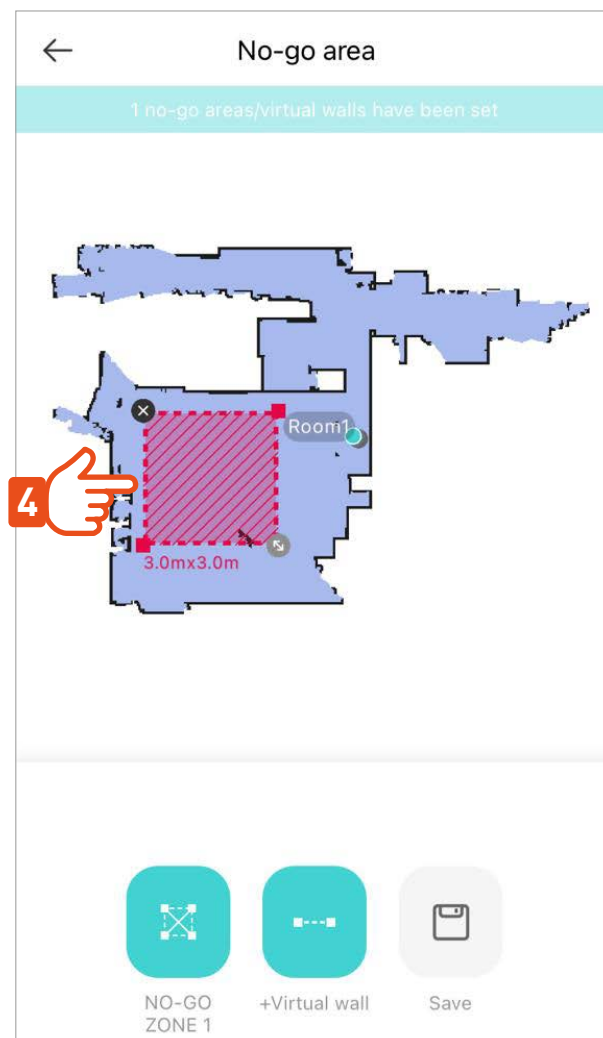 No-go area
1 no-go areas/virtual walls have been set
Room1
4
3.0mx3.0m
NO-GO
ZONE 1
+Virtual wall
Save